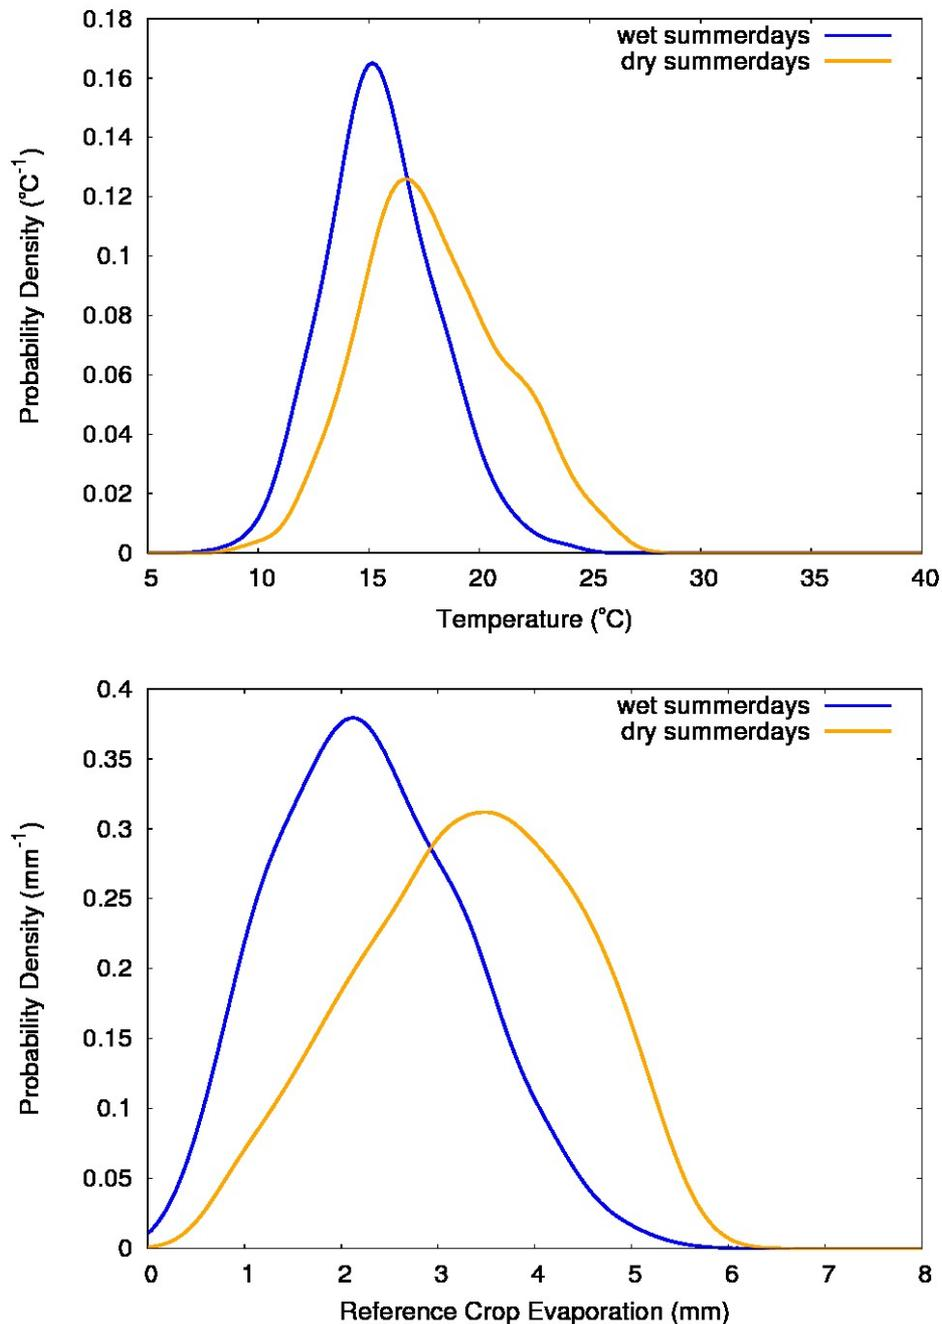 0.18
wet summerdays
dry summerdays
0.16
0.14
0.12
0.1
0.08
0.06
0.04
0.02
0
Probability Density (°C⁻¹)
5 10 15 20 25 30 35 40
Temperature (°C)
0.4
wet summerdays
dry summerdays
0.35
0.3
0.25
0.2
0.15
0.1
0.05
0
Probability Density (mm⁻¹)
0 1 2 3 4 5 6 7 8
Reference Crop Evaporation (mm)